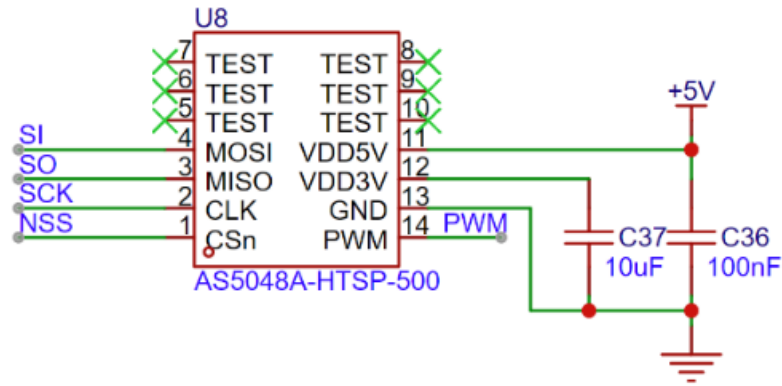 U8
7 TEST TEST 8
6 TEST TEST 9
5 TEST TEST 10
SI 4 MOSI VDD5V 11
SO 3 MISO VDD3V 12
SCK 2 CLK GND 13
NSS 1 CSn PWM 14 PWM
AS5048A-HTSP-500
+5V
C37 C36
10uF 100nF